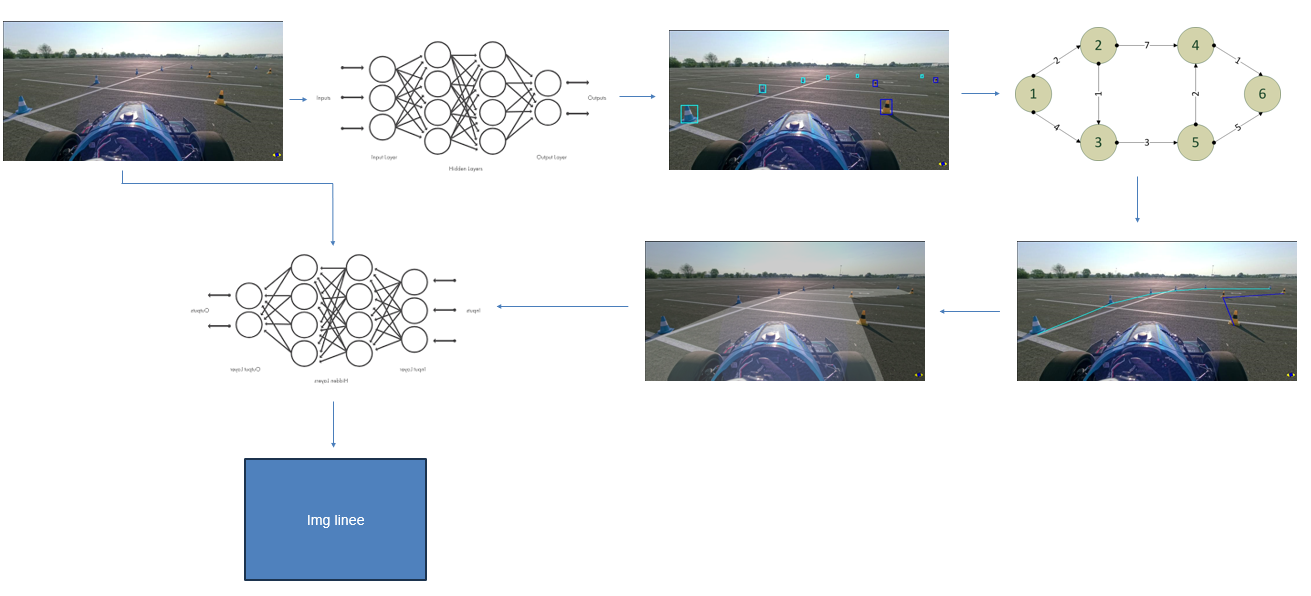 2
7
4
2
1
1
1
2
6
4
5
3
3
5
Inputs
Outputs
Input Layer
Output Layer
Hidden Layers
Outputs
Inputs
Output Layer
Input Layer
Hidden Layers
Img linee